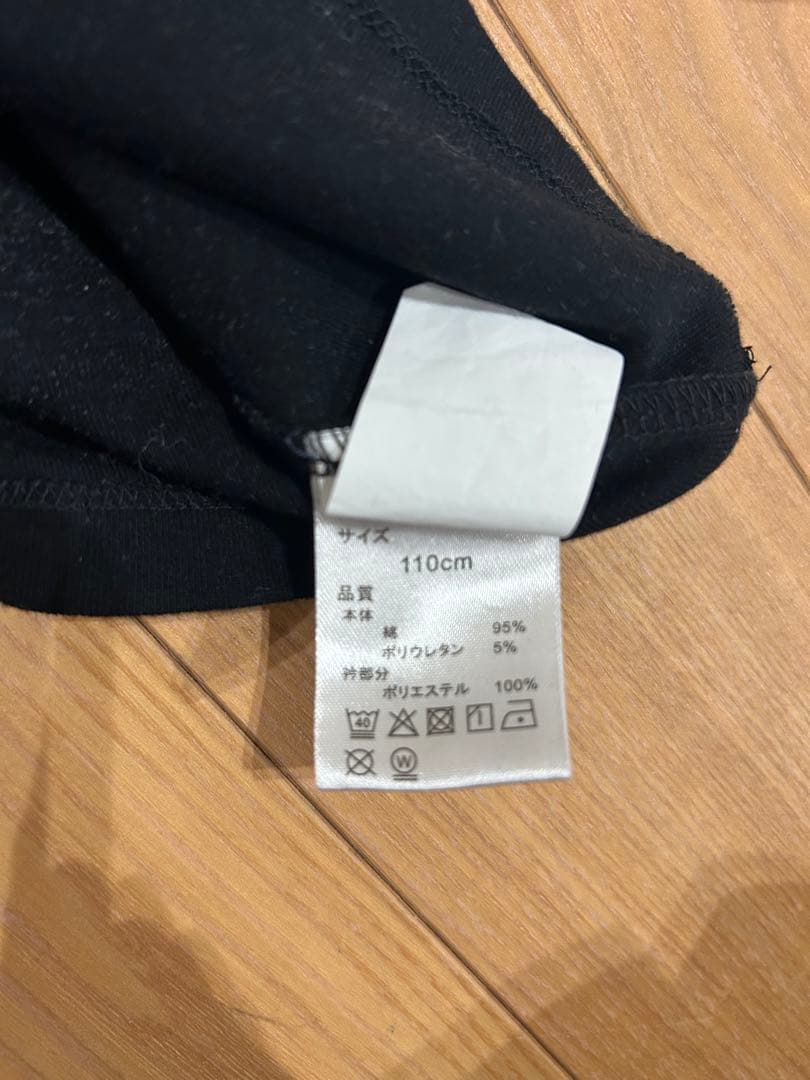 サイズ
110cm
品質
本体
綿 95%
ポリウレタン 5%
衿部分
ポリエステル 100%
40
W